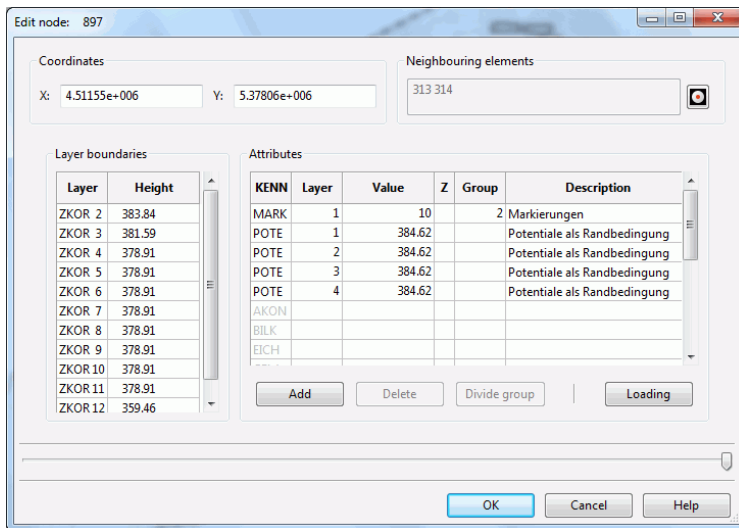 Edit node: 897
Coordinates
X: 4.51155e+006 Y: 5.37806e+006
Neighbouring elements
313 314
Layer boundaries
Layer Height
ZKOR 2 383.84
ZKOR 3 381.59
ZKOR 4 378.91
ZKOR 5 378.91
ZKOR 6 378.91
ZKOR 7 378.91
ZKOR 8 378.91
ZKOR 9 378.91
ZKOR 10 378.91
ZKOR 11 378.91
ZKOR 12 359.46
Attributes
KENN Layer Value Z Group Description
MARK 1 10 2 Markierungen
POTE 1 384.62 Potentiale als Randbedingung
POTE 2 384.62 Potentiale als Randbedingung
POTE 3 384.62 Potentiale als Randbedingung
POTE 4 384.62 Potentiale als Randbedingung
AKON
BILK
EICH
Add Delete Divide group Loading
OK Cancel Help